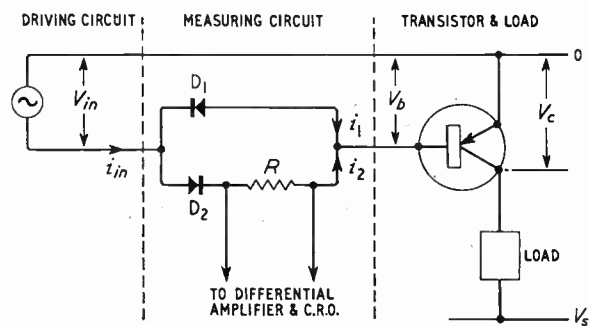 DRIVING CIRCUIT
MEASURING CIRCUIT
TRANSISTOR & LOAD
0
D1
Vin
Vb
Vc
i1
iin
i2
R
D2
LOAD
TO DIFFERENTIAL
AMPLIFIER & C.R.O.
Vs